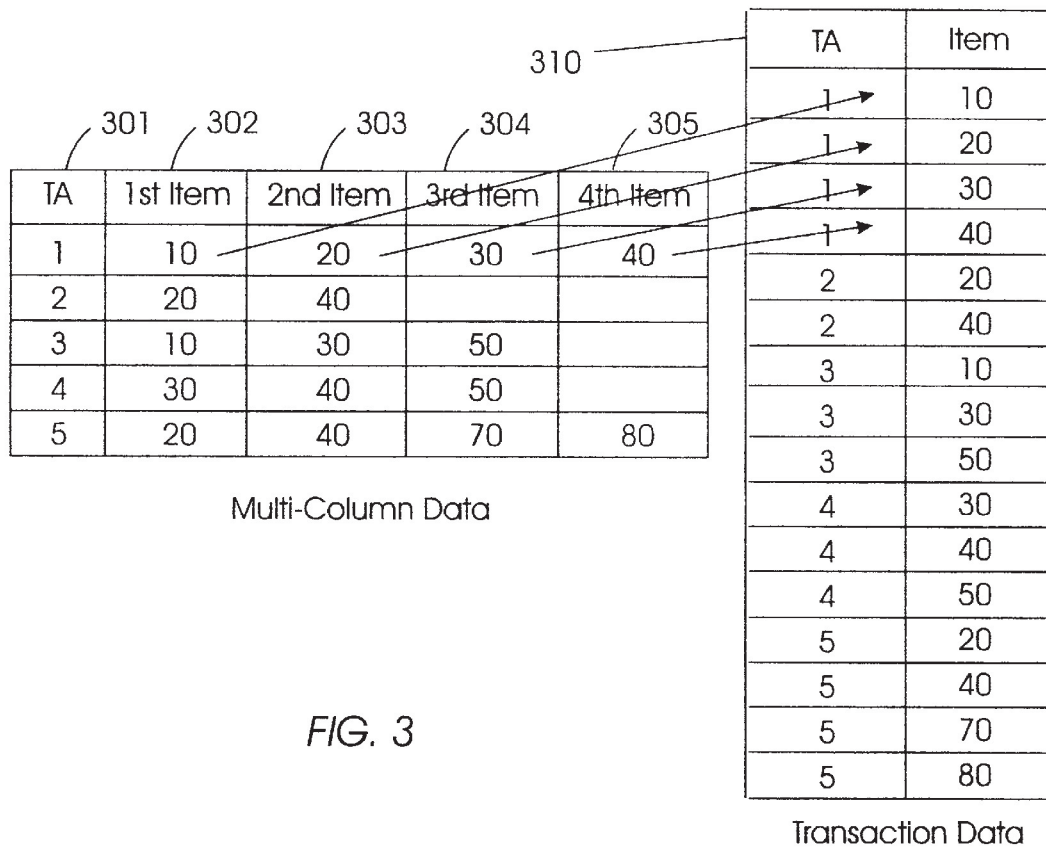 301 302 303 304 305
TA 1st Item 2nd Item 3rd Item 4th Item
1 10 20 30 40
2 20 40
3 10 30 50
4 30 40 50
5 20 40 70 80
Multi-Column Data
FIG. 3
310
TA Item
1 10
1 20
1 30
1 40
2 20
2 40
3 10
3 30
3 50
4 30
4 40
4 50
5 20
5 40
5 70
5 80
Transaction Data